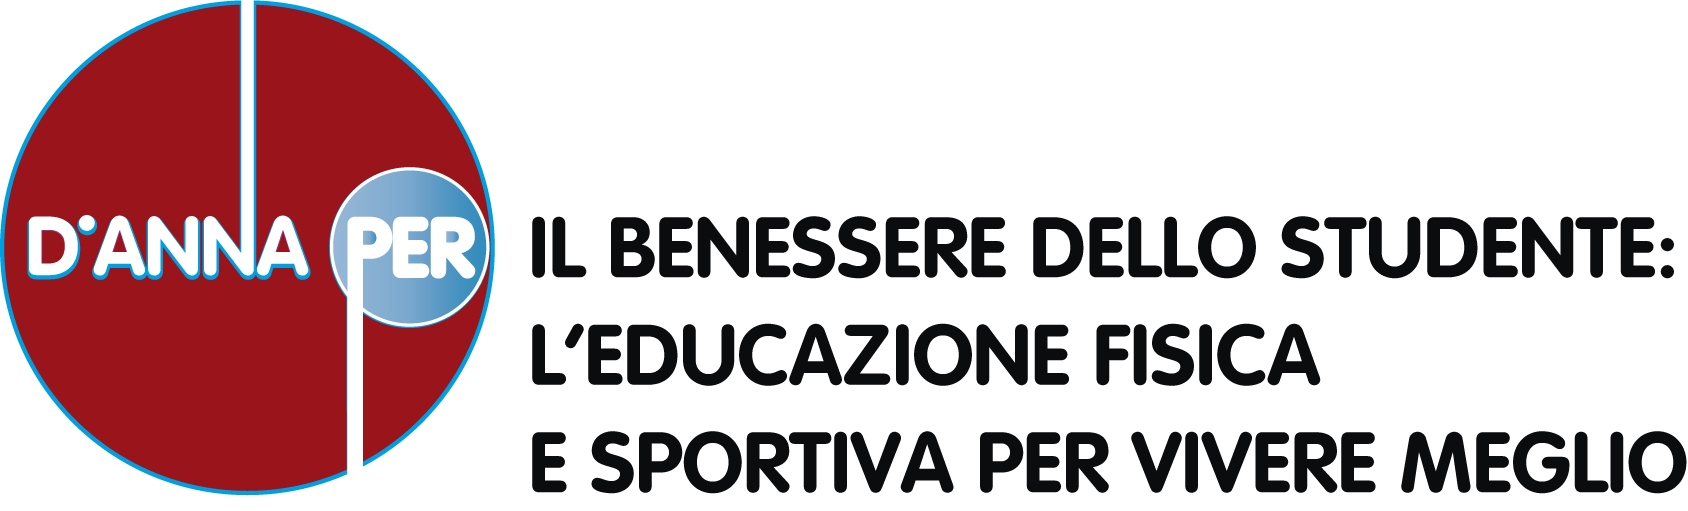 D'ANNA PER IL BENESSERE DELLO STUDENTE:
L'EDUCAZIONE FISICA
E SPORTIVA PER VIVERE MEGLIO